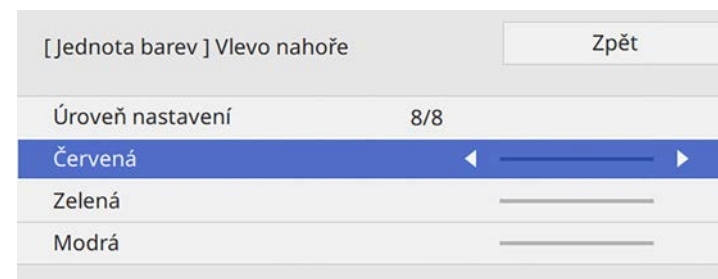 [ Jednota barev ] Vlevo nahoře
Zpět
Úroveň nastavení 8/8
Červená
Zelená
Modrá